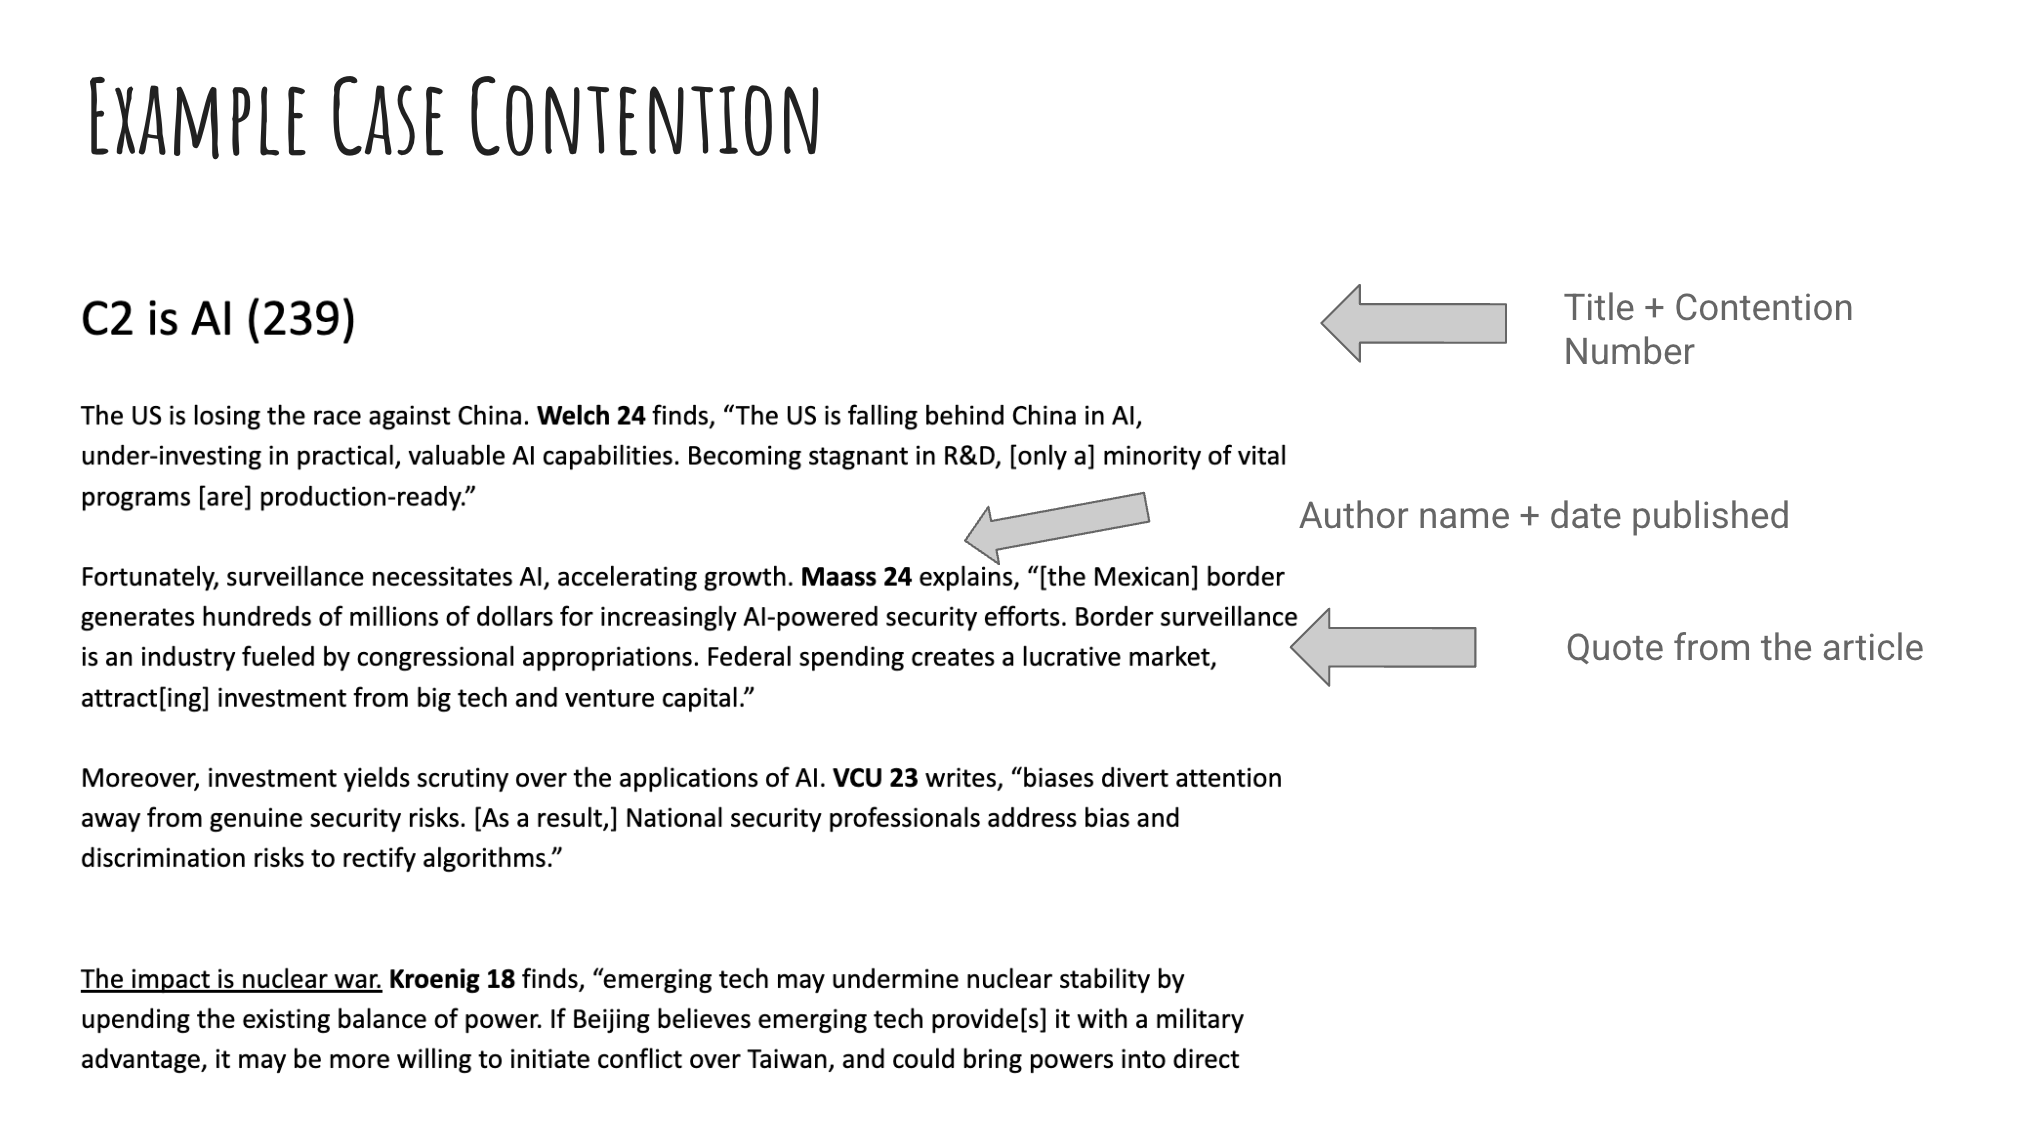 Example Case Contention
C2 is AI (239)
Title + Contention
Number
The US is losing the race against China. Welch 24 finds, “The US is falling behind China in AI,
under-investing in practical, valuable AI capabilities. Becoming stagnant in R&D, [only a] minority of vital
programs [are] production-ready.”
Author name + date published
Fortunately, surveillance necessitates AI, accelerating growth. Maass 24 explains, “[the Mexican] border
generates hundreds of millions of dollars for increasingly AI-powered security efforts. Border surveillance
is an industry fueled by congressional appropriations. Federal spending creates a lucrative market,
attract[ing] investment from big tech and venture capital.”
Quote from the article
Moreover, investment yields scrutiny over the applications of AI. VCU 23 writes, “biases divert attention
away from genuine security risks. [As a result,] National security professionals address bias and
discrimination risks to rectify algorithms.”
The impact is nuclear war. Kroenig 18 finds, “emerging tech may undermine nuclear stability by
upending the existing balance of power. If Beijing believes emerging tech provide[s] it with a military
advantage, it may be more willing to initiate conflict over Taiwan, and could bring powers into direct